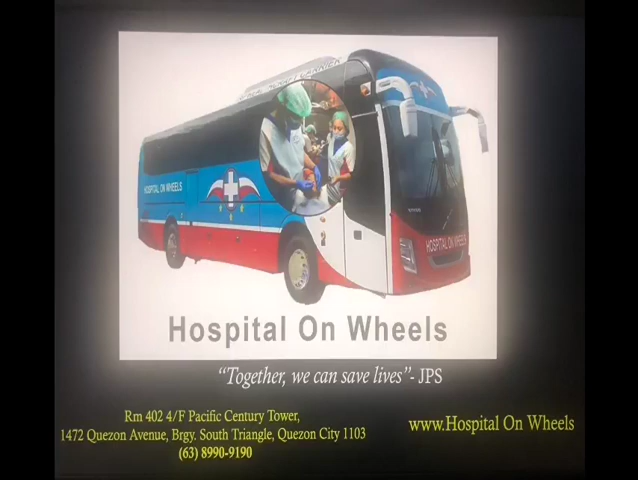 HOSPITAL ON WHEELS
HOSPITAL ON WHEELS
Hospital On Wheels
“Together, we can save lives”- JPS
Rm 402 4/F Pacific Century Tower,
1472 Quezon Avenue, Brgy. South Triangle, Quezon City 1103
(63) 8990-9190
www.Hospital On Wheels